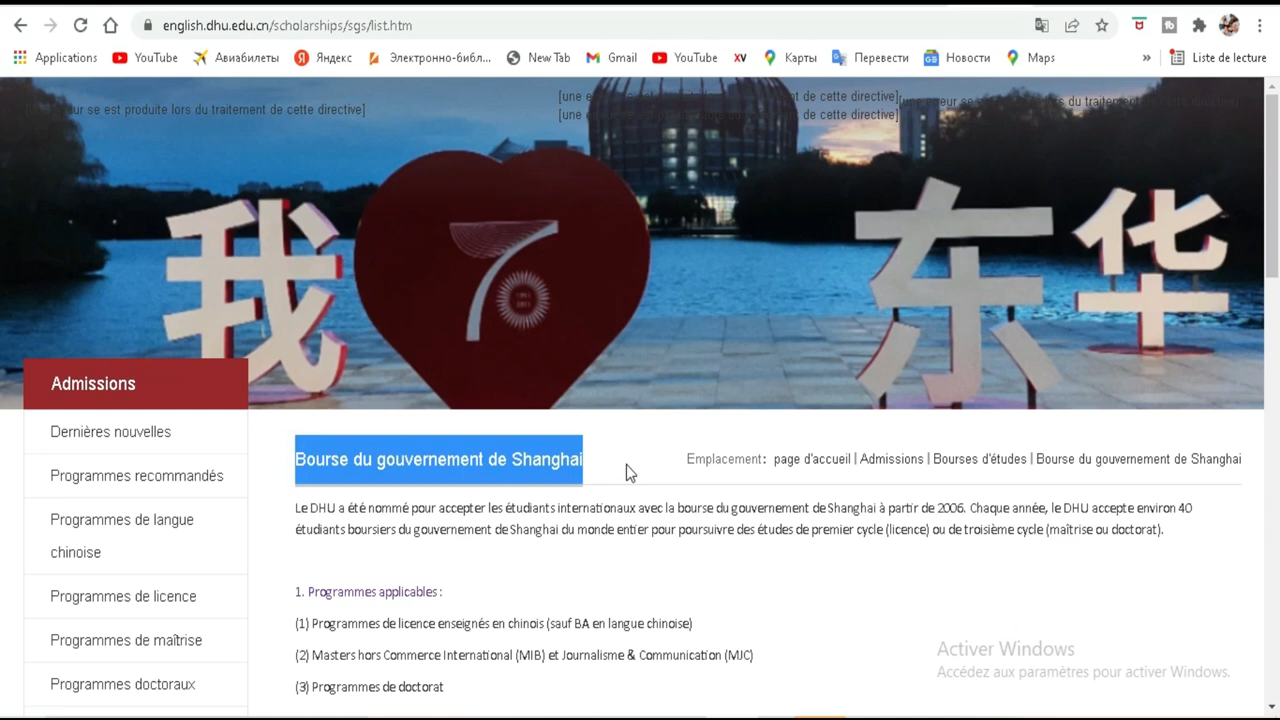 english.dhu.edu.cn/scholarships/sgs/list.htm
Applications YouTube Авиабилеты Яндекс Электронно-библ... New Tab Gmail YouTube XV Карты Перевести Новости Maps » Liste de lecture
se est produite lors du traitement de cette directive]
[une de cette directive]
[une de cette directive]
我 7 东华
Admissions
Dernières nouvelles
Programmes recommandés
Programmes de langue
chinoise
Programmes de licence
Programmes de maîtrise
Programmes doctoraux
Bourse du gouvernement de Shanghai
Emplacement: page d'accueil | Admissions | Bourses d'études | Bourse du gouvernement de Shanghai
Le DHU a été nommé pour accepter les étudiants internationaux avec la bourse du gouvernement de Shanghai à partir de 2006. Chaque année, le DHU accepte environ 40
étudiants boursiers du gouvernement de Shanghai du monde entier pour poursuivre des études de premier cycle (licence) ou de troisième cycle (maîtrise ou doctorat).
1. Programmes applicables :
(1) Programmes de licence enseignés en chinois (sauf BA en langue chinoise)
(2) Masters hors Commerce International (MIB) et Journalisme & Communication (MJC)
(3) Programmes de doctorat
Activer Windows
Accédez aux paramètres pour activer Windows.